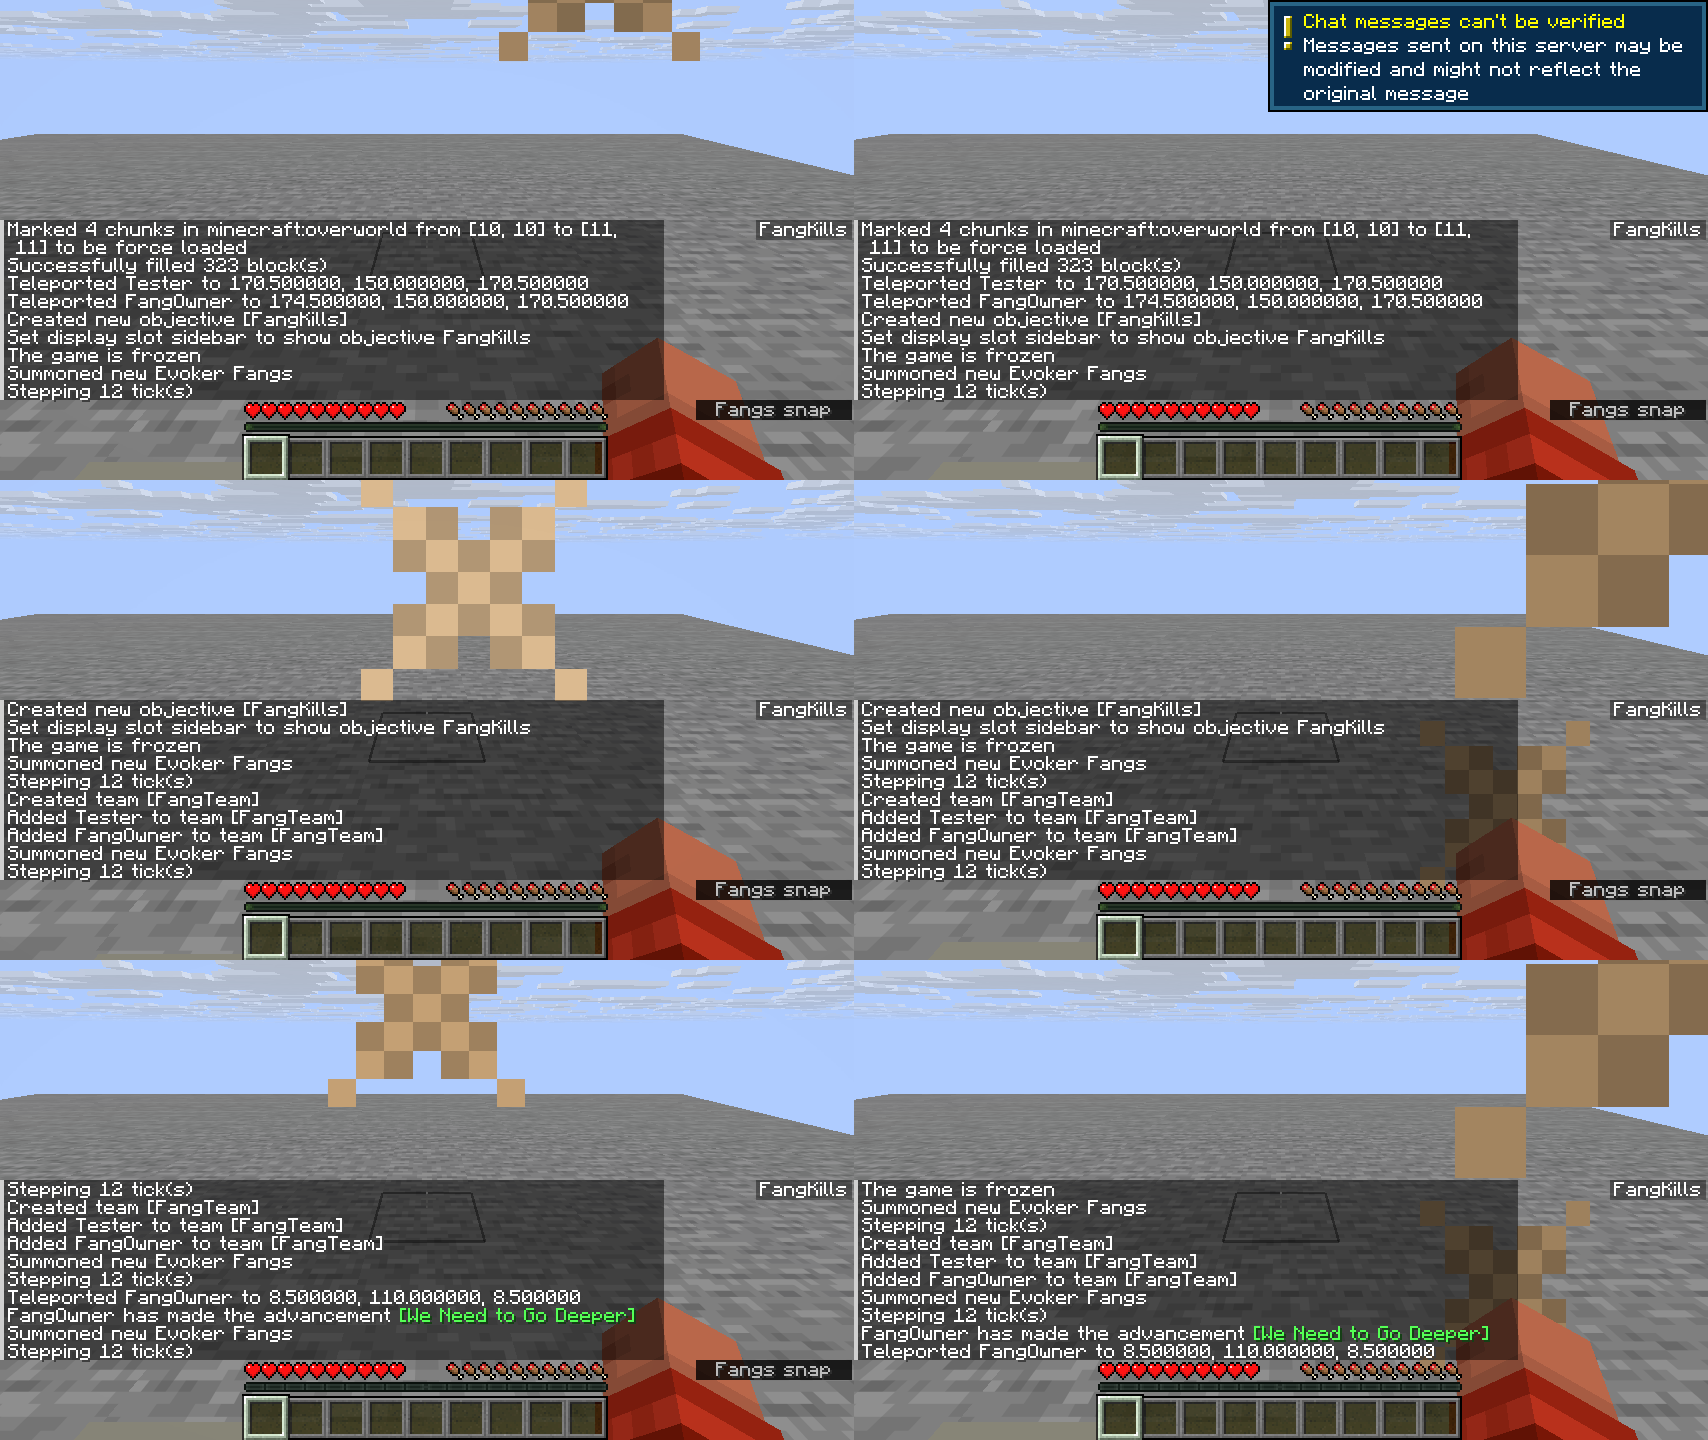 Marked 4 chunks in minecraft:overworld from [10, 10] to [11,
11] to be force loaded
Successfully filled 323 block(s)
Teleported Tester to 170.500000, 150.000000, 170.500000
Teleported FangOwner to 174.500000, 150.000000, 170.500000
Created new objective [FangKills]
Set display slot sidebar to show objective FangKills
The game is frozen
Summoned new Evoker Fangs
Stepping 12 tick(s)
FangKills
Fangs snap
Chat messages can't be verified
Messages sent on this server may be
modified and might not reflect the
original message
Marked 4 chunks in minecraft:overworld from [10, 10] to [11,
11] to be force loaded
Successfully filled 323 block(s)
Teleported Tester to 170.500000, 150.000000, 170.500000
Teleported FangOwner to 174.500000, 150.000000, 170.500000
Created new objective [FangKills]
Set display slot sidebar to show objective FangKills
The game is frozen
Summoned new Evoker Fangs
Stepping 12 tick(s)
FangKills
Fangs snap
Created new objective [FangKills]
Set display slot sidebar to show objective FangKills
The game is frozen
Summoned new Evoker Fangs
Stepping 12 tick(s)
Created team [FangTeam]
Added Tester to team [FangTeam]
Added FangOwner to team [FangTeam]
Summoned new Evoker Fangs
Stepping 12 tick(s)
FangKills
Fangs snap
Created new objective [FangKills]
Set display slot sidebar to show objective FangKills
The game is frozen
Summoned new Evoker Fangs
Stepping 12 tick(s)
Created team [FangTeam]
Added Tester to team [FangTeam]
Added FangOwner to team [FangTeam]
Summoned new Evoker Fangs
Stepping 12 tick(s)
FangKills
Fangs snap
Stepping 12 tick(s)
Created team [FangTeam]
Added Tester to team [FangTeam]
Added FangOwner to team [FangTeam]
Summoned new Evoker Fangs
Stepping 12 tick(s)
Teleported FangOwner to 8.500000, 110.000000, 8.500000
FangOwner has made the advancement [We Need to Go Deeper]
Summoned new Evoker Fangs
Stepping 12 tick(s)
FangKills
Fangs snap
The game is frozen
Summoned new Evoker Fangs
Stepping 12 tick(s)
Created team [FangTeam]
Added Tester to team [FangTeam]
Added FangOwner to team [FangTeam]
Summoned new Evoker Fangs
Stepping 12 tick(s)
FangOwner has made the advancement [We Need to Go Deeper]
Teleported FangOwner to 8.500000, 110.000000, 8.500000
FangKills